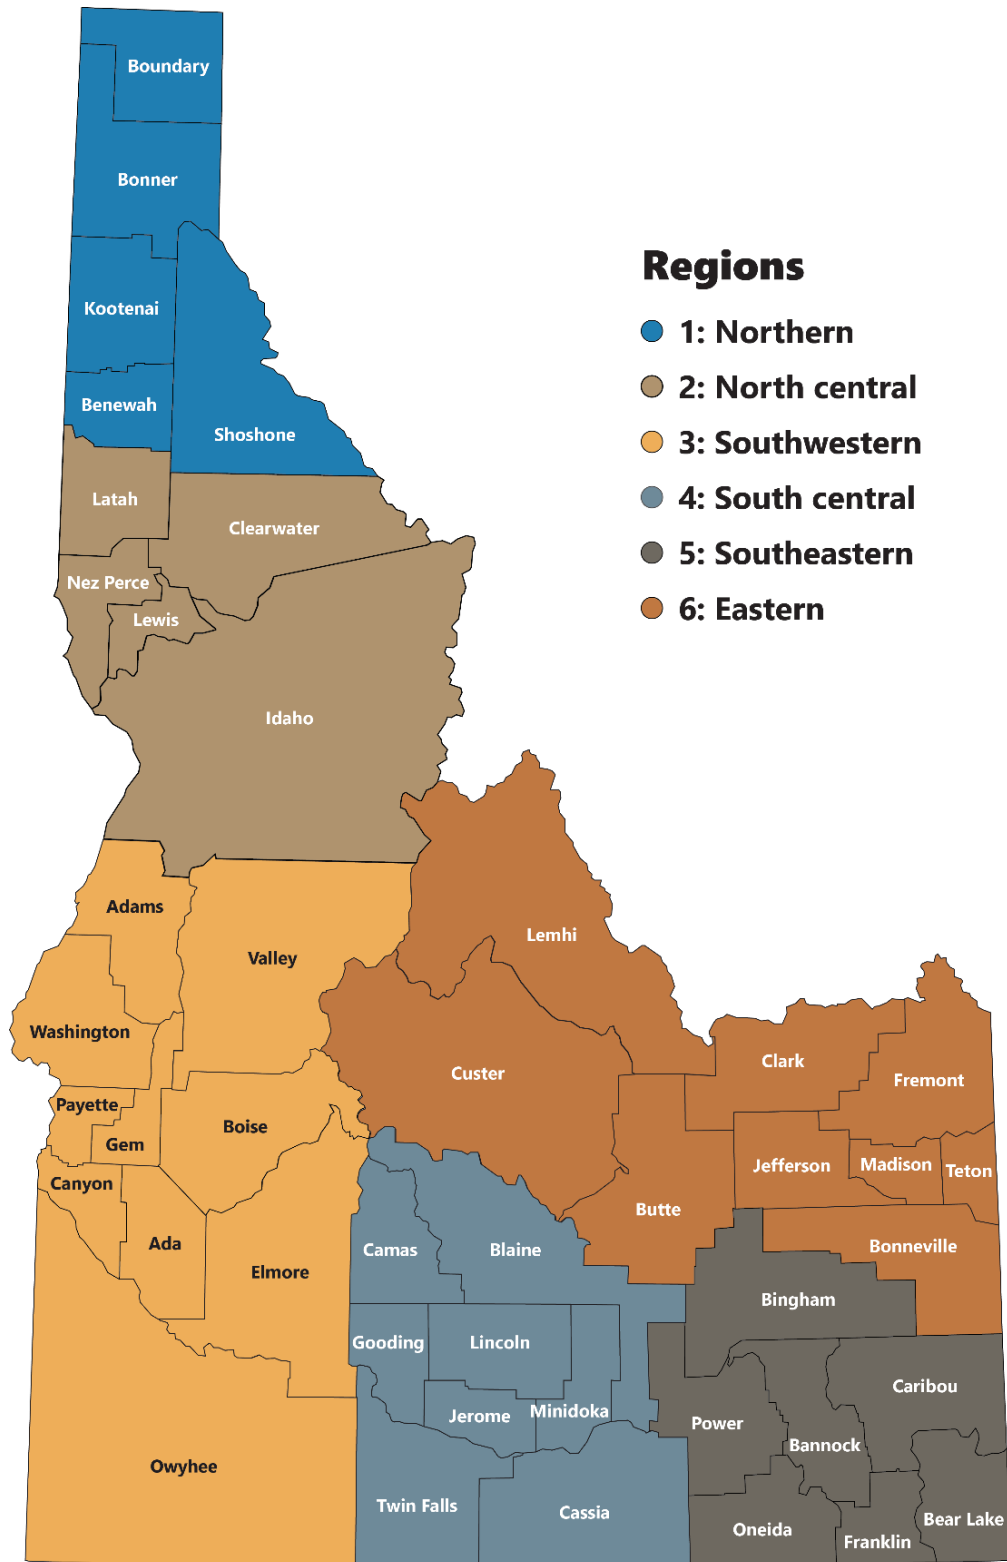 Boundary
Bonner
Kootenai
Benewah
Shoshone
Regions
1: Northern
2: North central
3: Southwestern
4: South central
5: Southeastern
6: Eastern
Latah
Clearwater
Nez Perce
Lewis
Idaho
Adams
Valley
Lemhi
Washington
Custer
Clark
Fremont
Payette
Boise
Gem
Jefferson
Madison
Teton
Canyon
Butte
Ada
Camas
Blaine
Bonneville
Elmore
Bingham
Gooding
Lincoln
Caribou
Jerome
Minidoka
Power
Bannock
Owyhee
Twin Falls
Cassia
Oneida
Franklin
Bear Lake